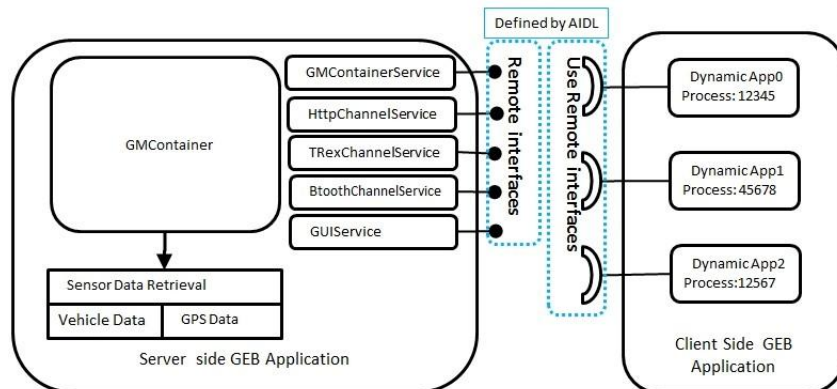 Defined by AIDL
GMContainer
GMContainerService
HttpChannelService
TRexChannelService
BtoothChannelService
GUIService
Remote interfaces
Use Remote interfaces
Dynamic App0
Process:12345
Dynamic App1
Process:45678
Dynamic App2
Process:12567
Sensor Data Retrieval
Vehicle Data
GPS Data
Server side GEB Application
Client Side GEB
Application